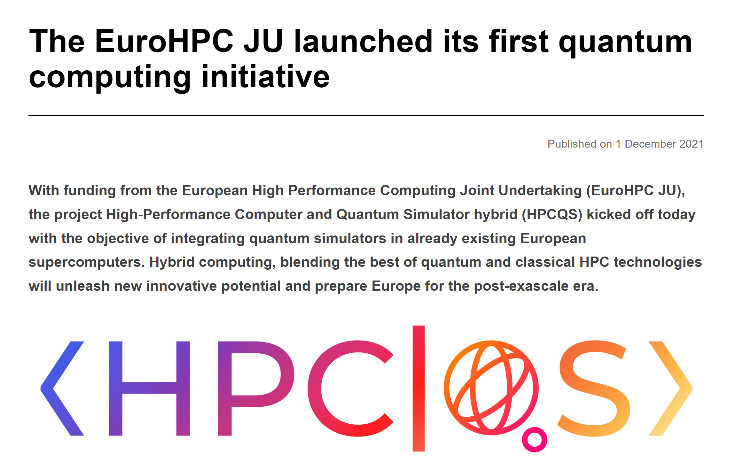 The EuroHPC JU launched its first quantum
computing initiative
Published on 1 December 2021
With funding from the European High Performance Computing Joint Undertaking (EuroHPC JU),
the project High-Performance Computer and Quantum Simulator hybrid (HPCQS) kicked off today
with the objective of integrating quantum simulators in already existing European
supercomputers. Hybrid computing, blending the best of quantum and classical HPC technologies
will unleash new innovative potential and prepare Europe for the post-exascale era.
<HPC|QS>